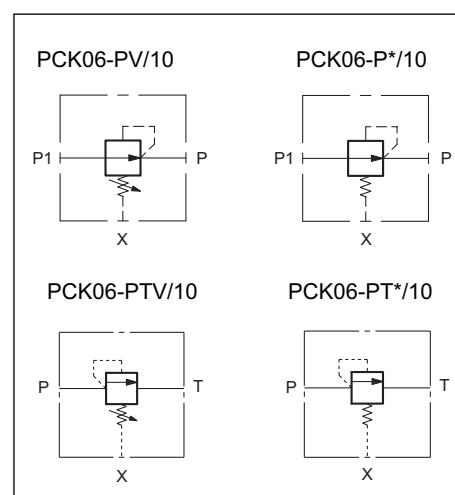 PCK06-PV/10
PCK06-P*/10
P1 P
X
P1 P
X
PCK06-PTV/10
PCK06-PT*/10
P T
X
P T
X